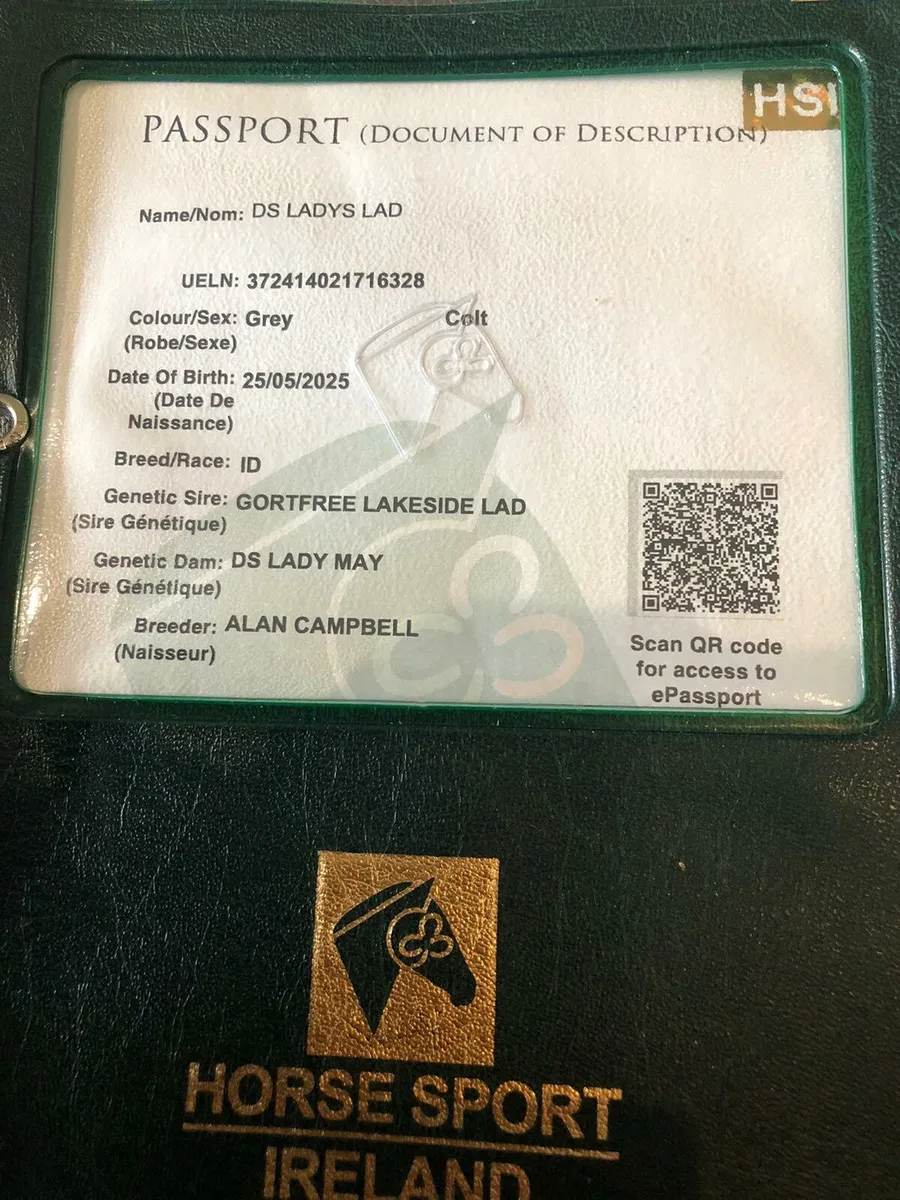 HSI
PASSPORT (DOCUMENT OF DESCRIPTION)
Name/Nom: DS LADYS LAD
UELN: 372414021716328
Colour/Sex: Grey Colt
(Robe/Sexe)
Date Of Birth: 25/05/2025
(Date De
Naissance)
Breed/Race: ID
Genetic Sire: GORTFREE LAKESIDE LAD
(Sire Génétique)
Genetic Dam: DS LADY MAY
(Sire Génétique)
Breeder: ALAN CAMPBELL
(Naisseur)
Scan QR code
for access to
ePassport
HORSE SPORT
IRELAND